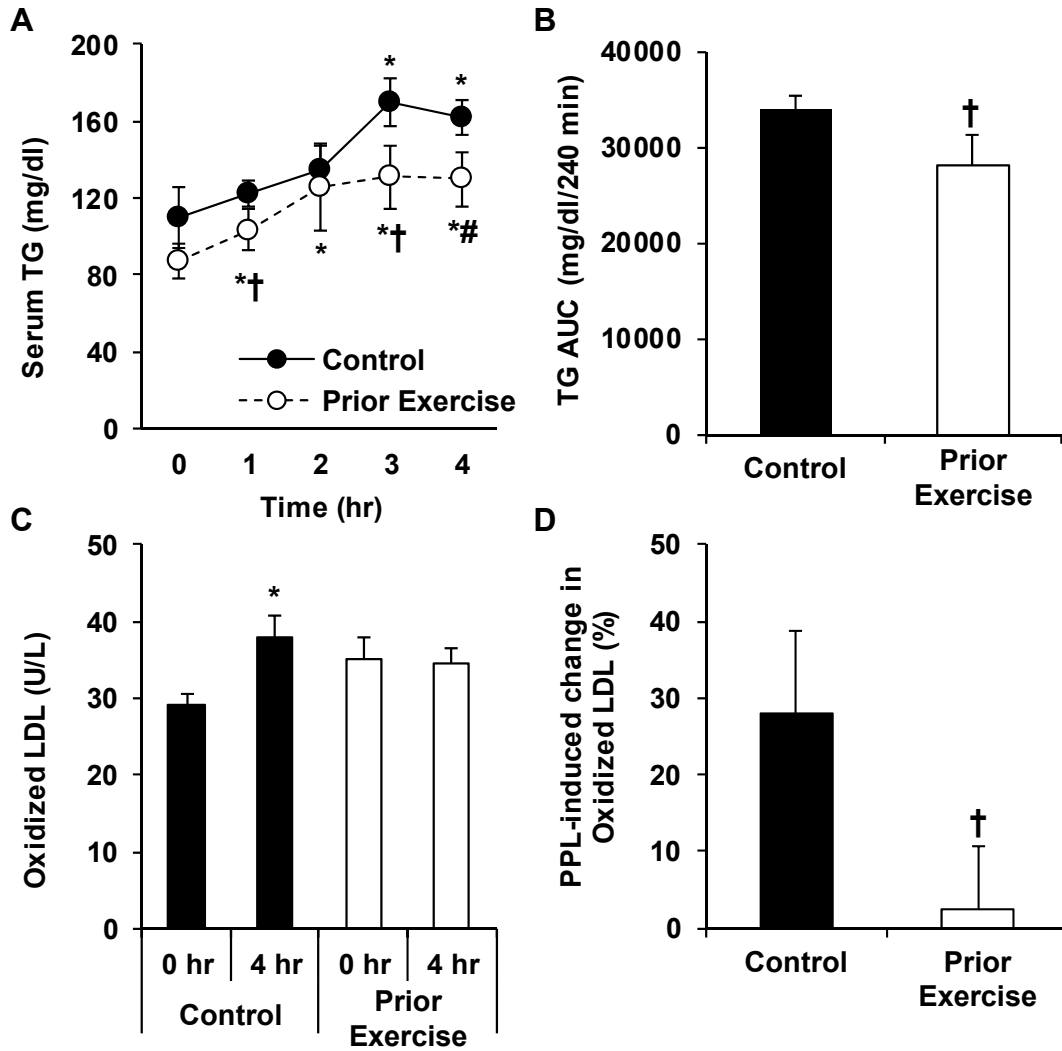 A
Serum TG (mg/dl)
200
160
120
80
40
0
*
*
*†
*
*†
*#
Control
Prior Exercise
0 1 2 3 4
Time (hr)
B
TG AUC (mg/dl/240 min)
40000
30000
20000
10000
0
†
Control
Prior
Exercise
C
Oxidized LDL (U/L)
50
40
30
20
10
0
*
0 hr 4 hr 0 hr 4 hr
Control
Prior
Exercise
D
PPL-induced change in
Oxidized LDL (%)
50
40
30
20
10
0
†
Control
Prior
Exercise